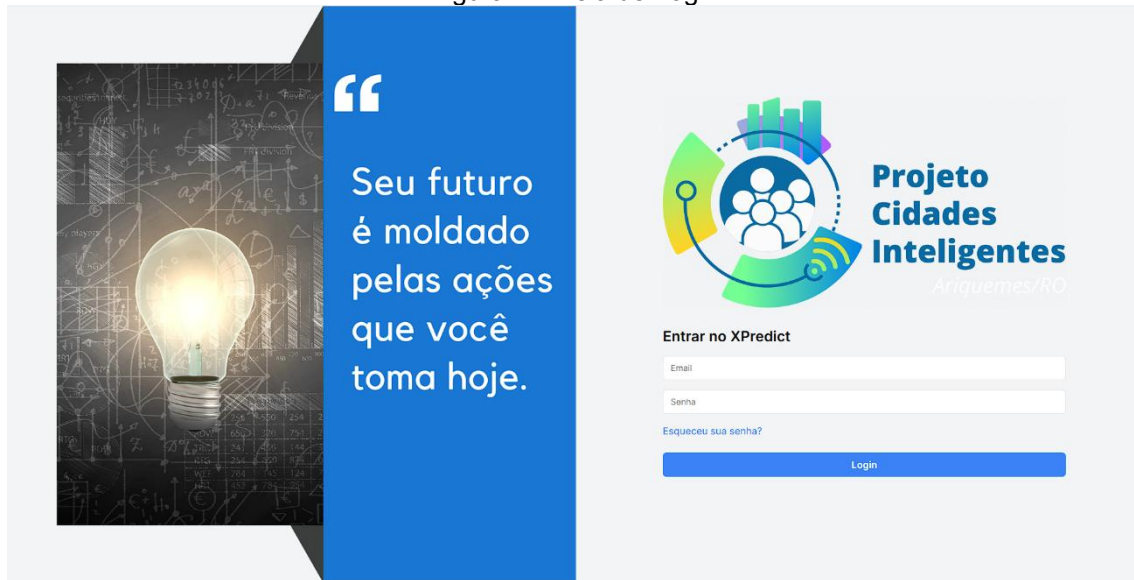 Seu futuro
é moldado
pelas ações
que você
toma hoje.
Projeto
Cidades
Inteligentes
Ariquemes/RO
Entrar no XPredict
Email
Senha
Esqueceu sua senha?
Login